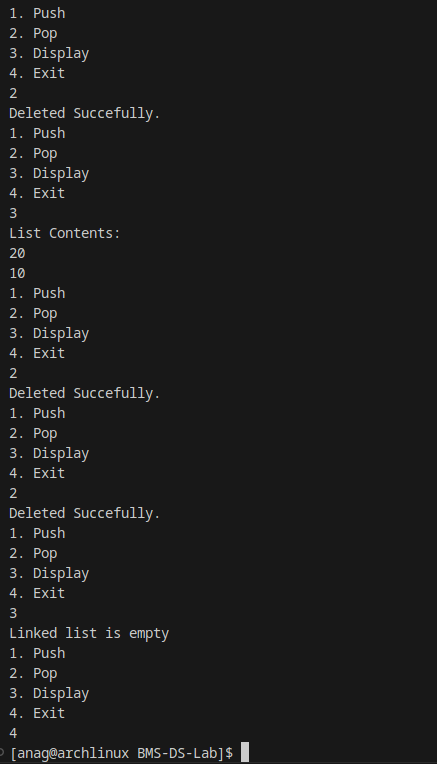 1. Push
2. Pop
3. Display
4. Exit
2
Deleted Succefully.
1. Push
2. Pop
3. Display
4. Exit
3
List Contents:
20
10
1. Push
2. Pop
3. Display
4. Exit
2
Deleted Succefully.
1. Push
2. Pop
3. Display
4. Exit
2
Deleted Succefully.
1. Push
2. Pop
3. Display
4. Exit
3
Linked list is empty
1. Push
2. Pop
3. Display
4. Exit
4
[anag@archlinux BMS-DS-Lab]$